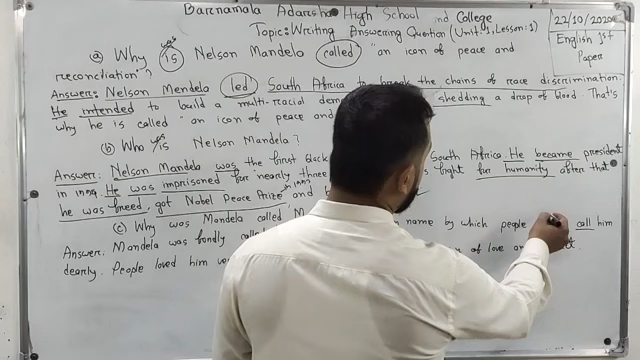 Barnamala Adarsha High School and College
22/10/2020
Topic: Writing Answering Question (Unit: 1, Lesson: 1)
English 1st
Paper
was
a) Why is Nelson Mandela called "an icon of peace and
reconciliation"?
Answer: Nelson Mendela led South Africa to break the chains of race discrimination.
He intended to build a multi-racial shedding a drop of blood. That's
why he is called "an icon of peace and
(b) Who is Nelson Mandela?
Answer: Nelson Mandela was the first black South Africa. He became president
in 1994. He was imprisoned for nearly three fight for humanity after that
he was freed, got Nobel Peace Prize in 1993 and
(c) Why was Mandela called name by which people call him
Answer: Mandela was fondly of love
dearly. People loved him